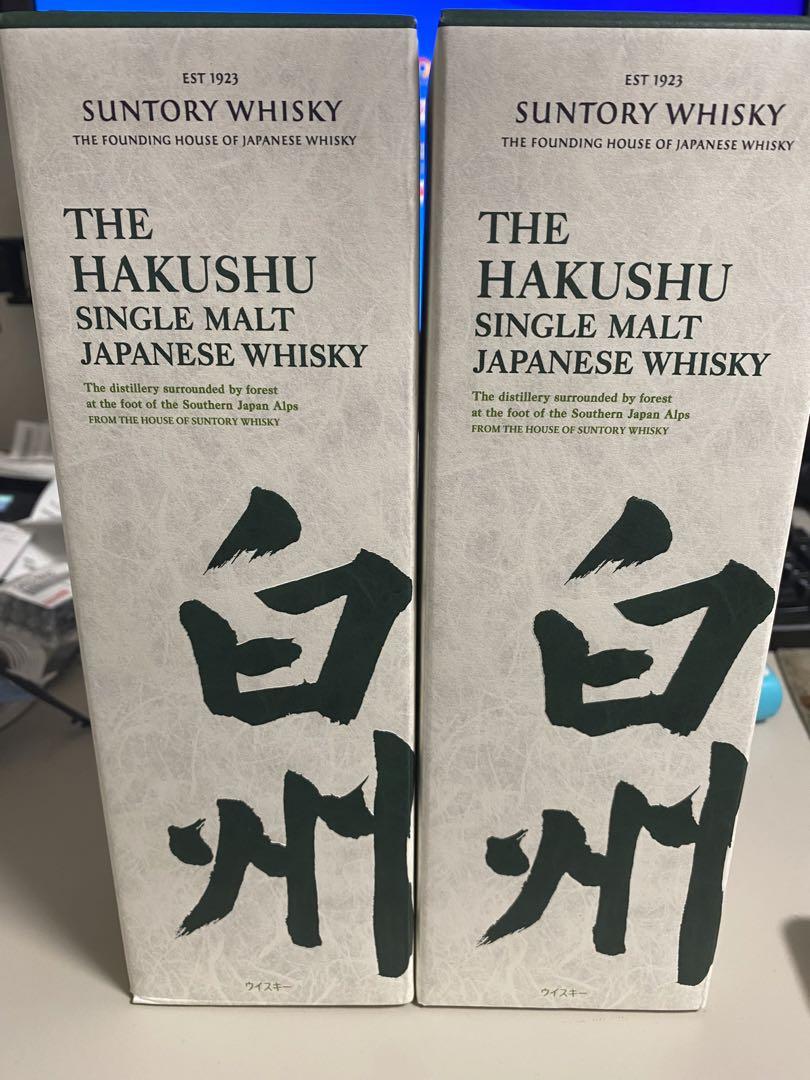 EST 1923
SUNTORY WHISKY
THE FOUNDING HOUSE OF JAPANESE WHISKY
THE
HAKUSHU
SINGLE MALT
JAPANESE WHISKY
The distillery surrounded by forest
at the foot of the Southern Japan Alps
FROM THE HOUSE OF SUNTORY WHISKY
白州
ウイスキー
EST 1923
SUNTORY WHISKY
THE FOUNDING HOUSE OF JAPANESE WHISKY
THE
HAKUSHU
SINGLE MALT
JAPANESE WHISKY
The distillery surrounded by forest
at the foot of the Southern Japan Alps
FROM THE HOUSE OF SUNTORY WHISKY
白州
ウイスキー